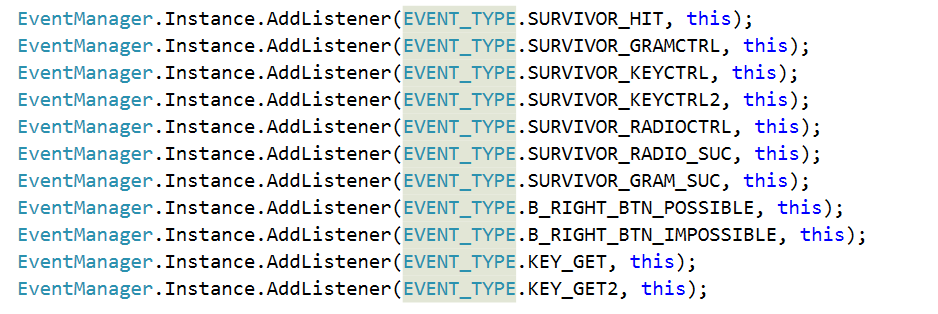 EventManager.Instance.AddListener(EVENT_TYPE.SURVIVOR_HIT, this);
EventManager.Instance.AddListener(EVENT_TYPE.SURVIVOR_GRAMCTRL, this);
EventManager.Instance.AddListener(EVENT_TYPE.SURVIVOR_KEYCTRL, this);
EventManager.Instance.AddListener(EVENT_TYPE.SURVIVOR_KEYCTRL2, this);
EventManager.Instance.AddListener(EVENT_TYPE.SURVIVOR_RADIOCTRL, this);
EventManager.Instance.AddListener(EVENT_TYPE.SURVIVOR_RADIO_SUC, this);
EventManager.Instance.AddListener(EVENT_TYPE.SURVIVOR_GRAM_SUC, this);
EventManager.Instance.AddListener(EVENT_TYPE.B_RIGHT_BTN_POSSIBLE, this);
EventManager.Instance.AddListener(EVENT_TYPE.B_RIGHT_BTN_IMPOSSIBLE, this);
EventManager.Instance.AddListener(EVENT_TYPE.KEY_GET, this);
EventManager.Instance.AddListener(EVENT_TYPE.KEY_GET2, this);